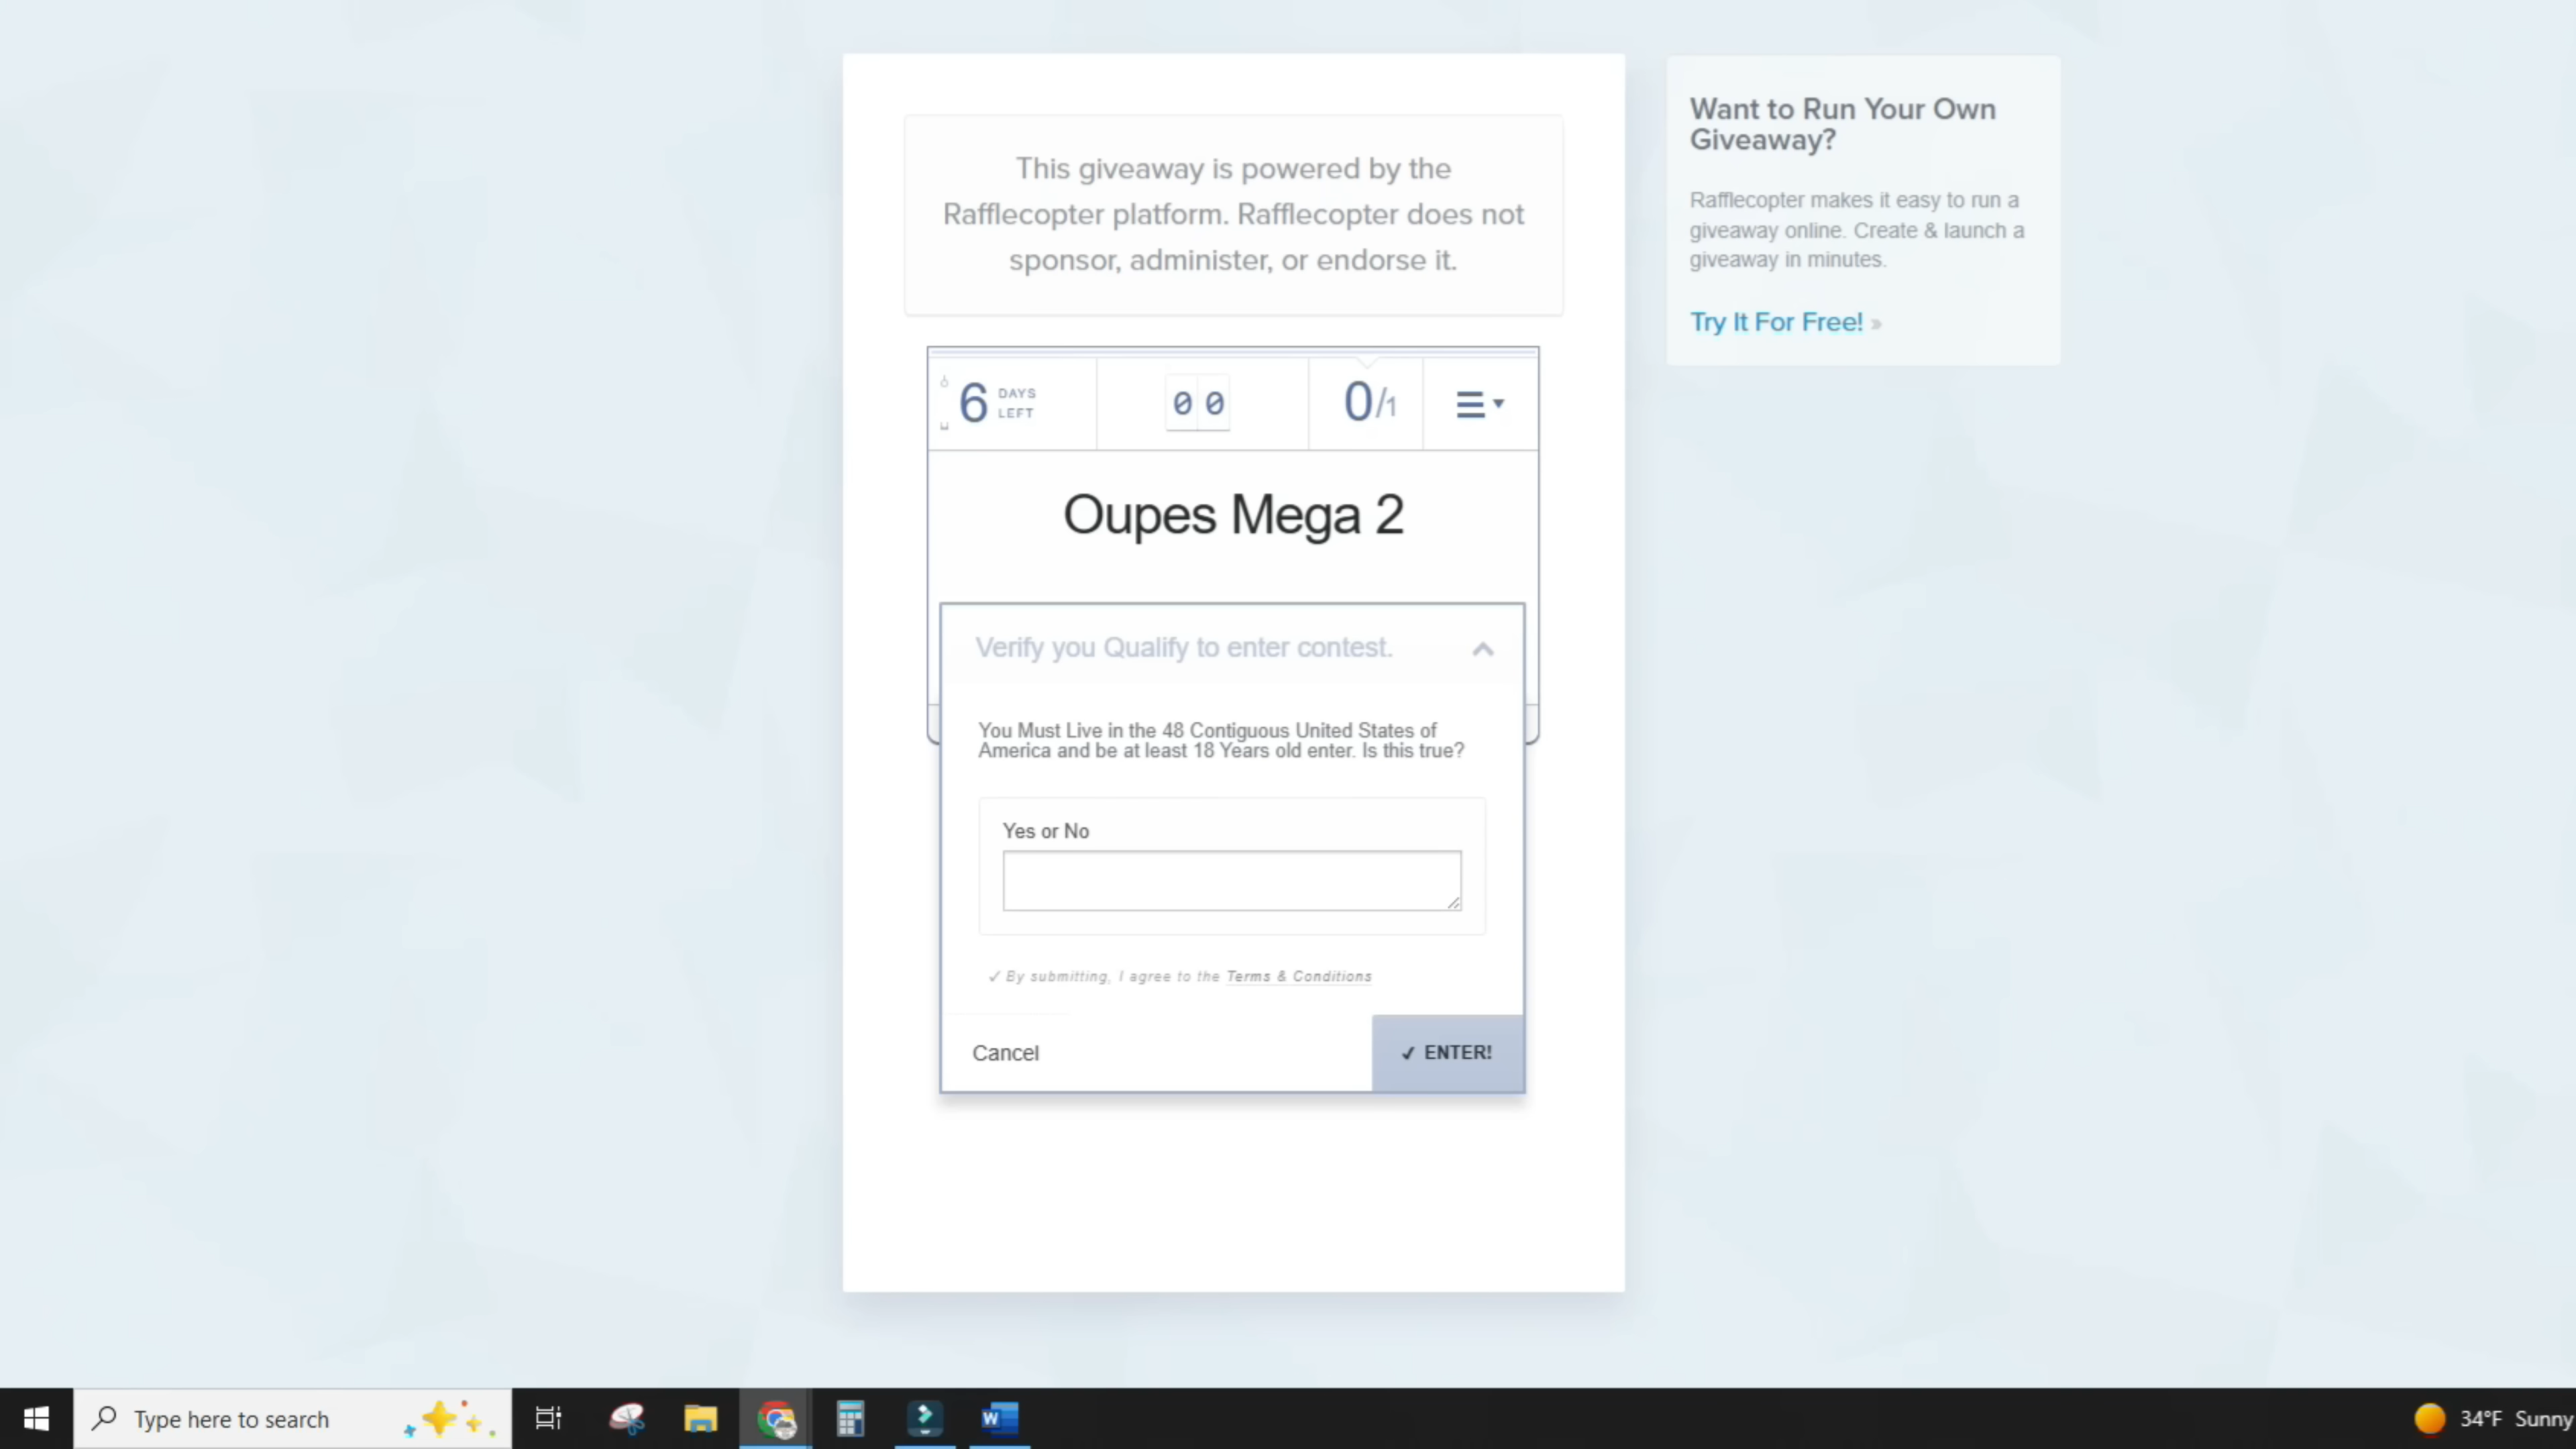 This giveaway is powered by the
Rafflecopter platform. Rafflecopter does not
sponsor, administer, or endorse it.
Want to Run Your Own
Giveaway?
Rafflecopter makes it easy to run a
giveaway online. Create & launch a
giveaway in minutes.
Try It For Free! »
6 DAYS LEFT
00
0/1
Oupes Mega 2
Verify you Qualify to enter contest.
You Must Live in the 48 Contiguous United States of
America and be at least 18 Years old enter. Is this true?
Yes or No
✓ By submitting, I agree to the Terms & Conditions
Cancel
✓ ENTER!
Type here to search
34°F Sunny